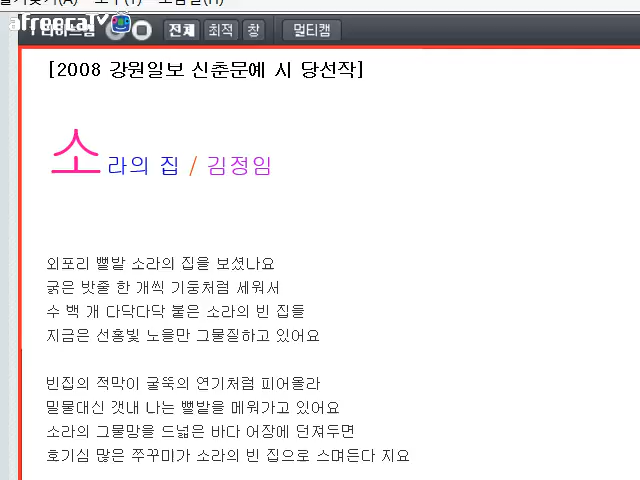 afreecaTV
전체 최적 창 멀티캠
[2008 강원일보 신춘문예 시 당선작]
소라의 집 / 김정임
외포리 뻘밭 소라의 집을 보셨나요
굵은 밧줄 한 개씩 기둥처럼 세워서
수 백 개 다닥다닥 붙은 소라의 빈 집들
지금은 선홍빛 노을만 그물질하고 있어요
빈집의 적막이 굴뚝의 연기처럼 피어올라
밀물대신 갯내 나는 뻘밭을 메워가고 있어요
소라의 그물망을 드넓은 바다 어장에 던져두면
호기심 많은 쭈꾸미가 소라의 빈 집으로 스며든다 지요